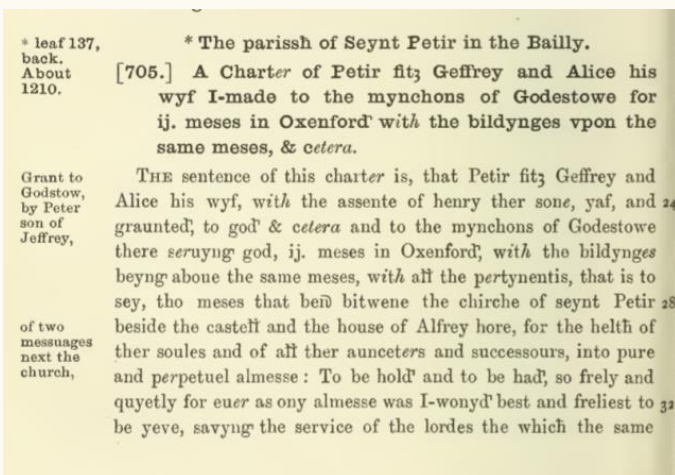 * leaf 137,
back.
About
1210.
* The parissħ of Seynt Petir in the Bailly.
[705.] A Charter of Petir fitȝ Geffrey and Alice his
wyf I-made to the mynchons of Godestowe for
ij. meses in Oxenford' with the bildynges vpon the
same meses, & cetera.
Grant to
Godstow,
by Peter
son of
Jeffrey,
THE sentence of this charter is, that Petir fitȝ Geffrey and
Alice his wyf, with the assente of henry ther sone, yaf, and 24
graunted', to god' & cetera and to the mynchons of Godestowe
there seruyng' god, ij. meses in Oxenford', with the bildynges
beyng' aboue the same meses, with aƚƚ the pertynentis, that is to
sey, tho meses that ben̄ bitwene the chirche of seynt Petir 28
of two
messuages
next the
church,
beside the casteƚƚ and the house of Alfrey hore, for the helth of
ther soules and of aƚƚ ther aunceters and successours, into pure
and perpetuel almesse : To be hold' and to be had', so frely and
quyetly for euer as ony almesse was I-wonyd' best and freliest to 32
be yeve, savyng' the service of the lordes the which the same